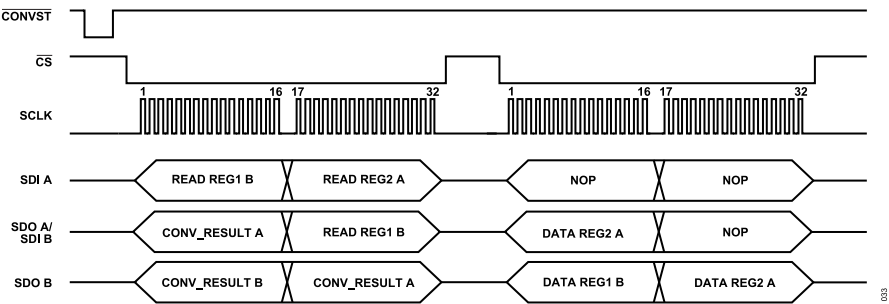 CONVST
CS
1 16 17 32 1 16 17 32
SCLK
SDI A READ REG1 B READ REG2 A NOP NOP
SDO A/
SDI B CONV_RESULT A READ REG1 B DATA REG2 A NOP
SDO B CONV_RESULT B CONV_RESULT A DATA REG1 B DATA REG2 A
033